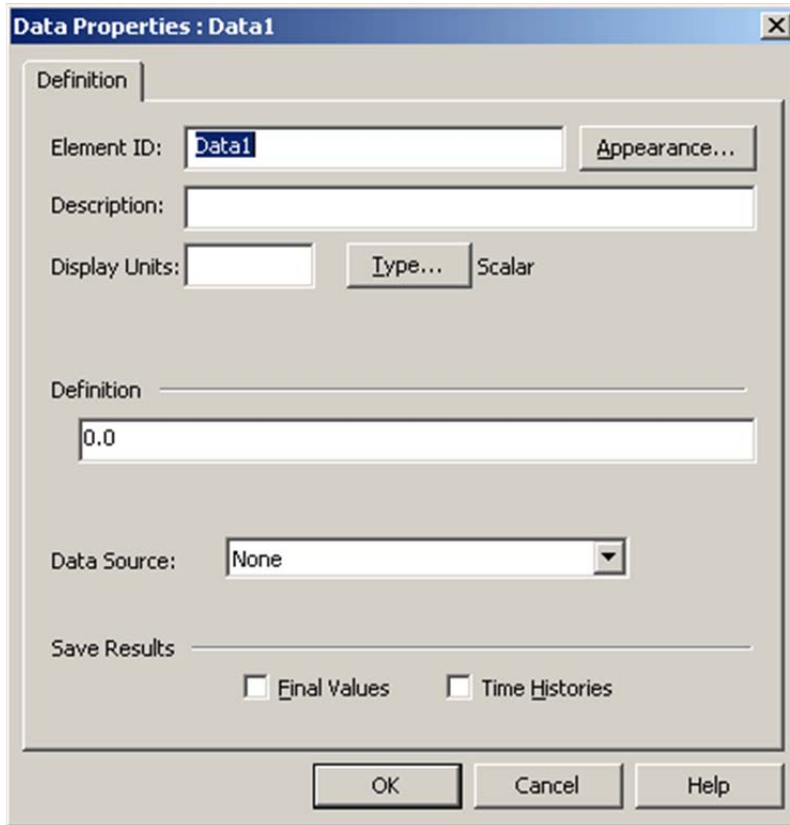 Data Properties : Data1
Definition
Element ID: Data1 Appearance...
Description:
Display Units: Type... Scalar
Definition
0.0
Data Source: None
Save Results
Final Values Time Histories
OK Cancel Help